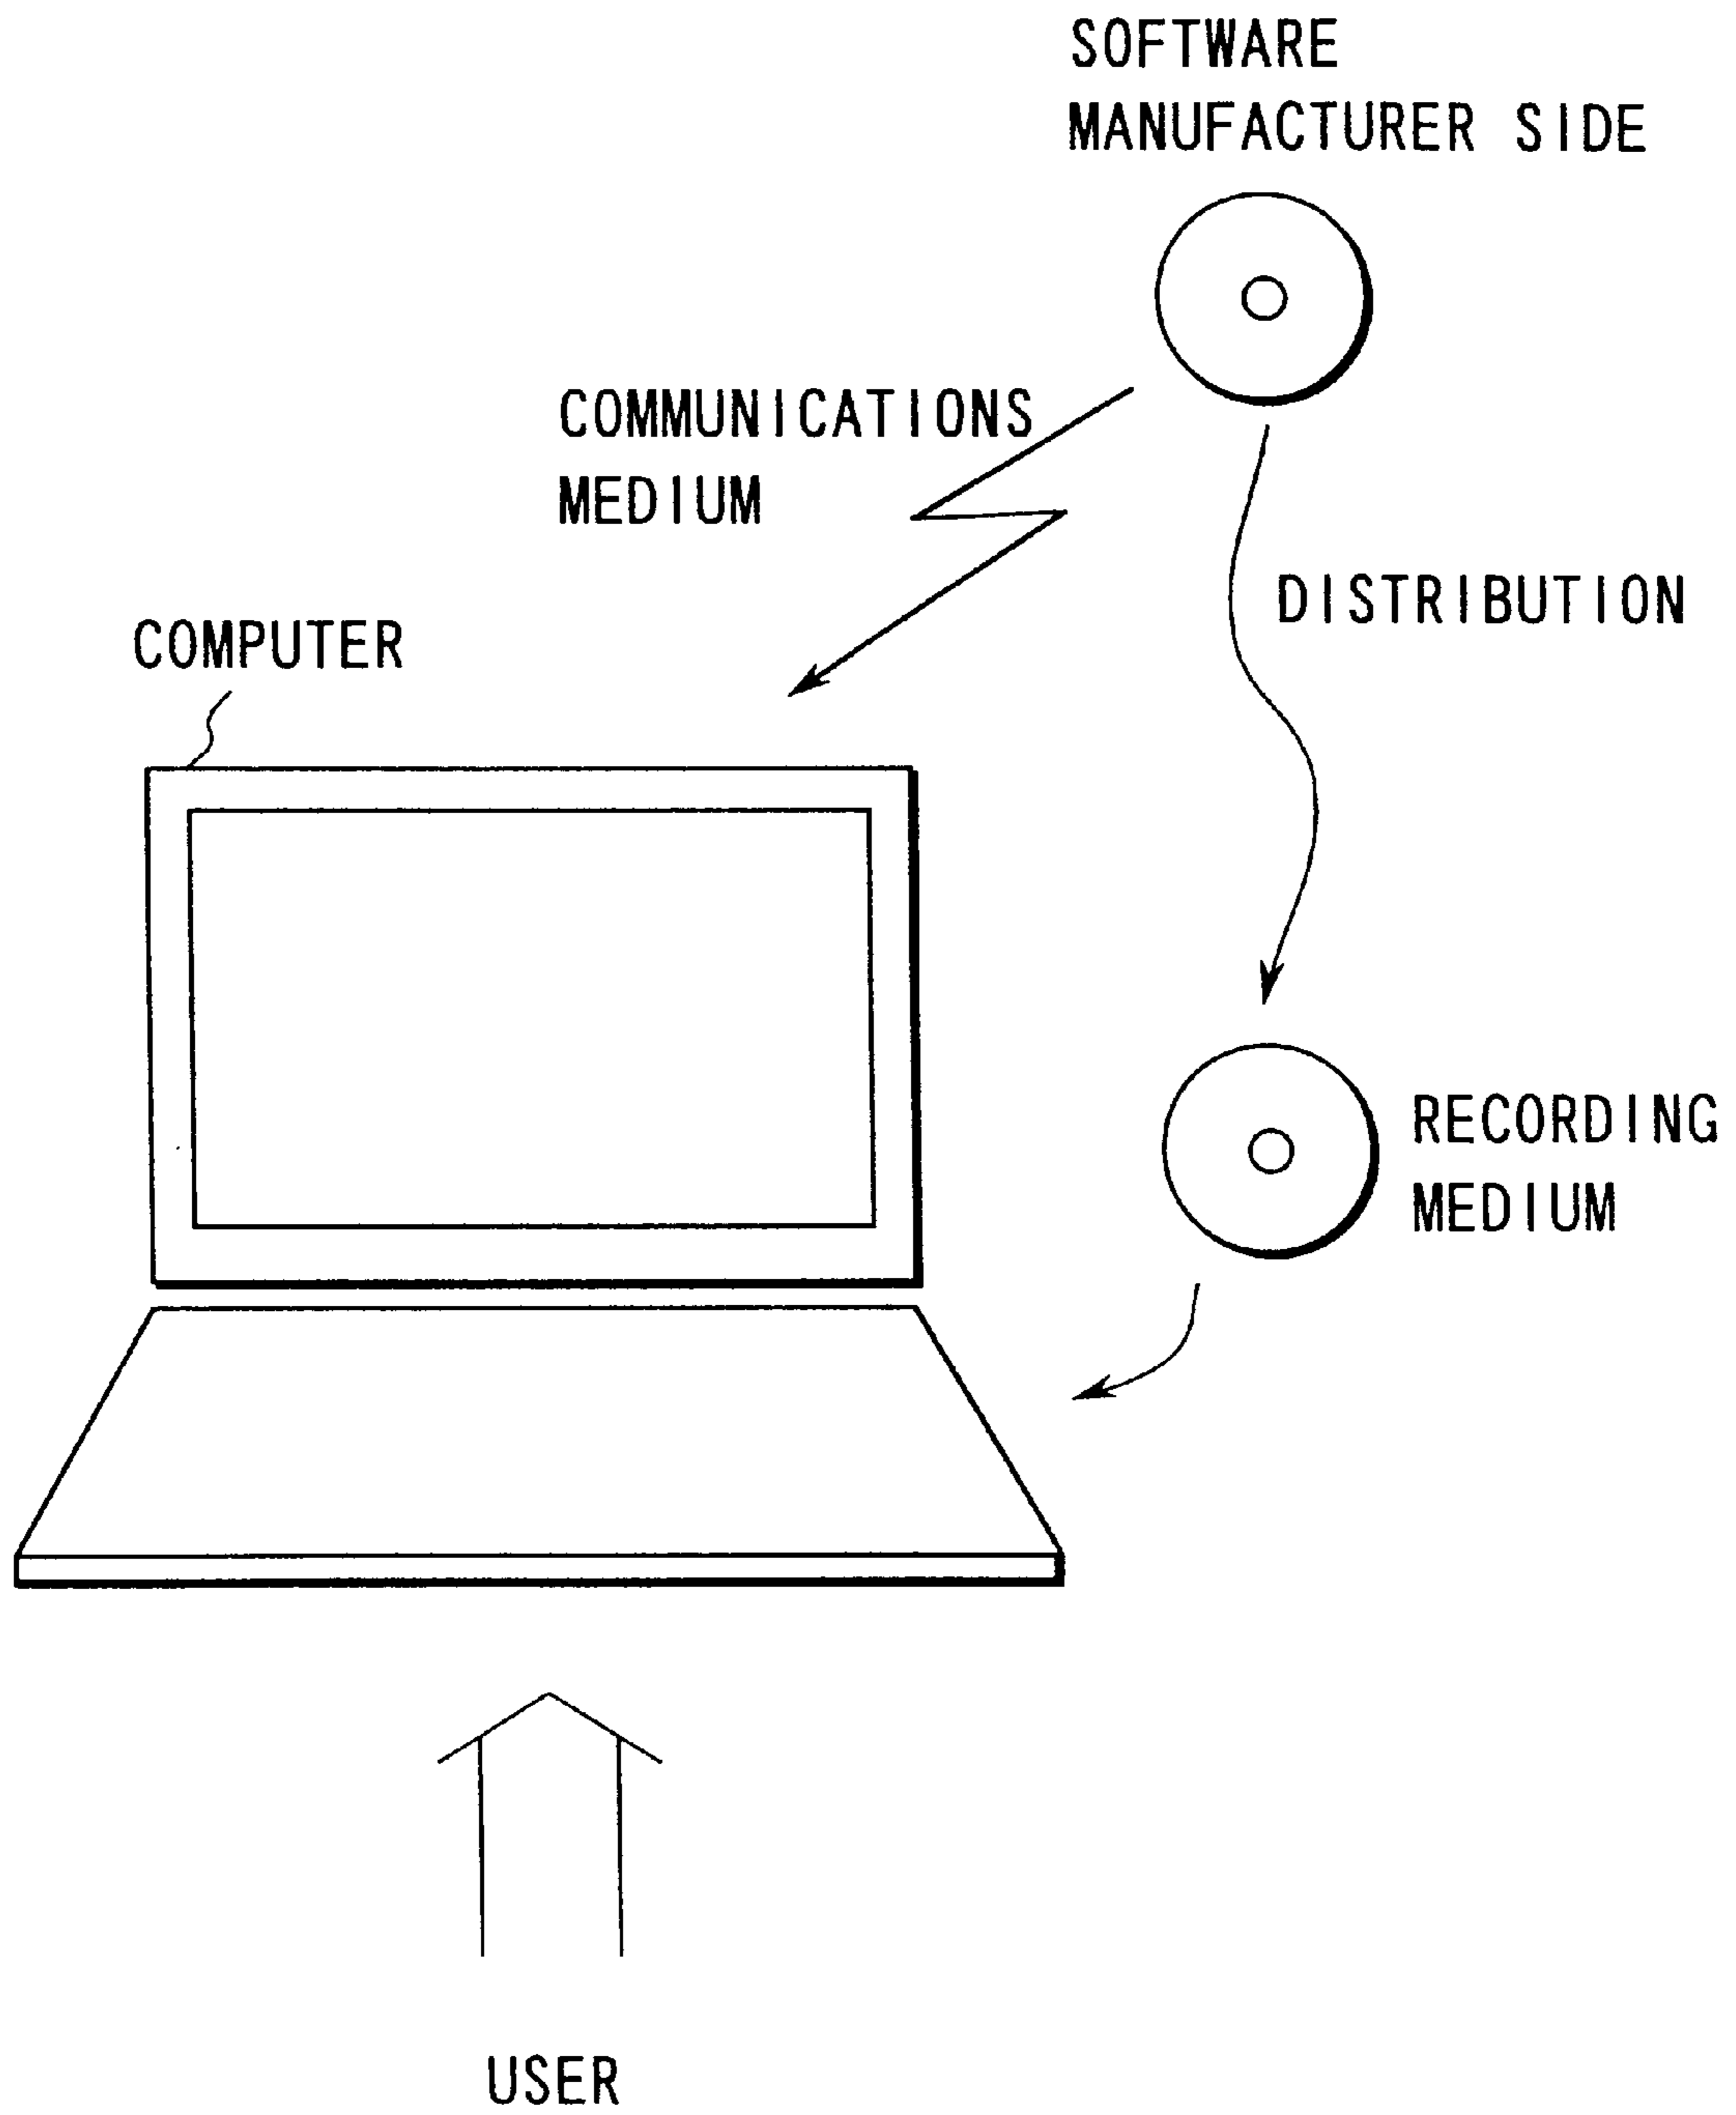 SOFTWARE
MANUFACTURER SIDE
COMMUNICATIONS
MEDIUM
DISTRIBUTION
COMPUTER
RECORDING
MEDIUM
USER